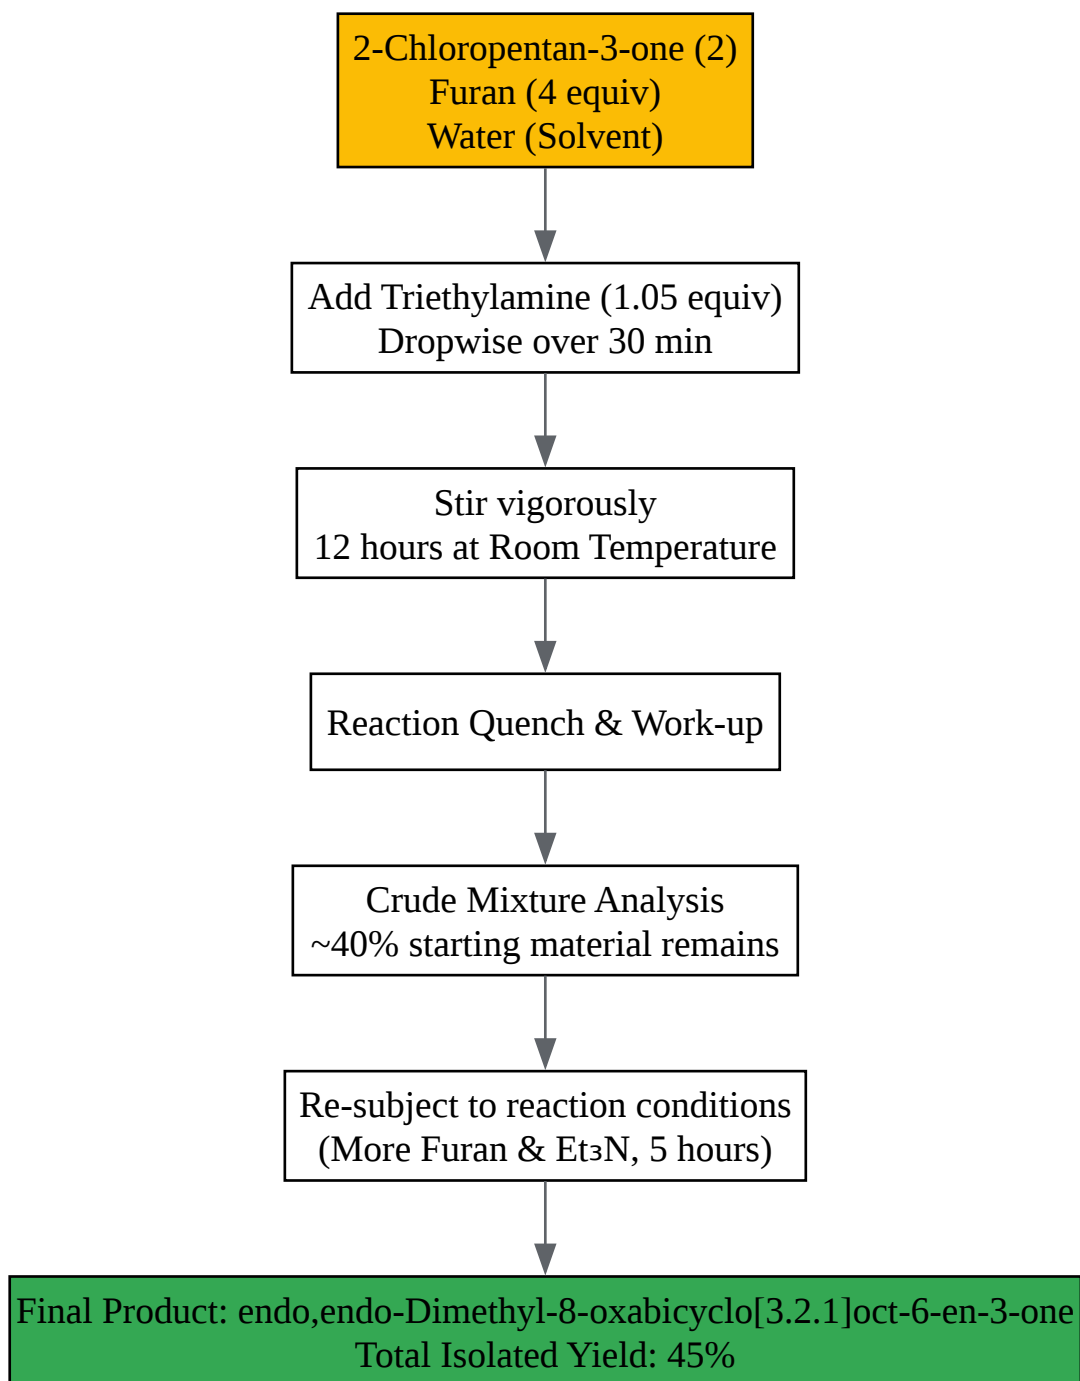 2-Chloropentan-3-one (2)
Furan (4 equiv)
Water (Solvent)
Add Triethylamine (1.05 equiv)
Dropwise over 30 min
Stir vigorously
12 hours at Room Temperature
Reaction Quench & Work-up
Crude Mixture Analysis
~40% starting material remains
Re-subject to reaction conditions
(More Furan & Et₃N, 5 hours)
Final Product: endo,endo-Dimethyl-8-oxabicyclo[3.2.1]oct-6-en-3-one
Total Isolated Yield: 45%